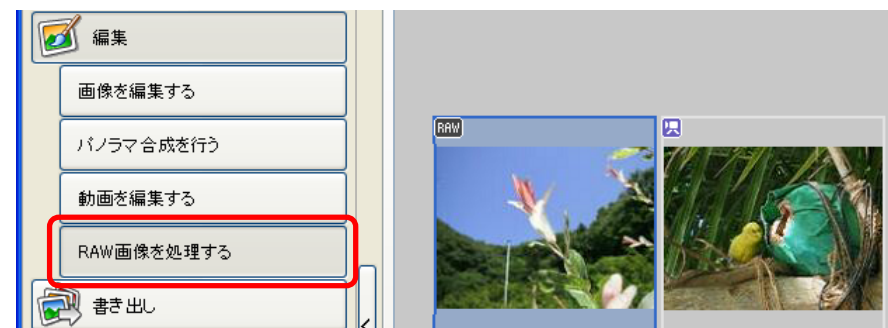 編集
画像を編集する
パノラマ合成を行う
動画を編集する
RAW画像を処理する
書き出し
RAW